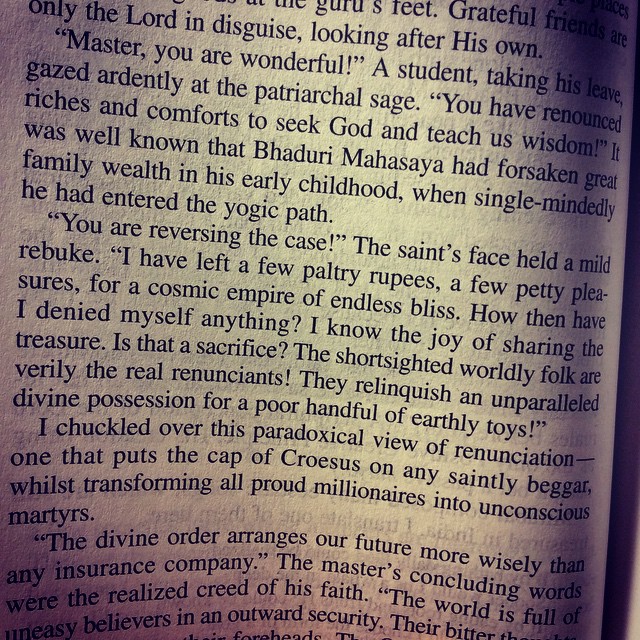 at the guru's feet. Grateful friends are
only the Lord in disguise, looking after His own.
“Master, you are wonderful!” A student, taking his leave,
gazed ardently at the patriarchal sage. “You have renounced
riches and comforts to seek God and teach us wisdom!” It
was well known that Bhaduri Mahasaya had forsaken great
family wealth in his early childhood, when single-mindedly
he had entered the yogic path.
“You are reversing the case!” The saint's face held a mild
rebuke. “I have left a few paltry rupees, a few petty plea-
sures, for a cosmic empire of endless bliss. How then have
I denied myself anything? I know the joy of sharing the
treasure. Is that a sacrifice? The shortsighted worldly folk are
verily the real renunciants! They relinquish an unparalleled
divine possession for a poor handful of earthly toys!”
I chuckled over this paradoxical view of renunciation—
one that puts the cap of Croesus on any saintly beggar,
whilst transforming all proud millionaires into unconscious
martyrs.
“The divine order arranges our future more wisely than
any insurance company.” The master's concluding words
were the realized creed of his faith. “The world is full of
uneasy believers in an outward security. Their bitter
their foreheads. The